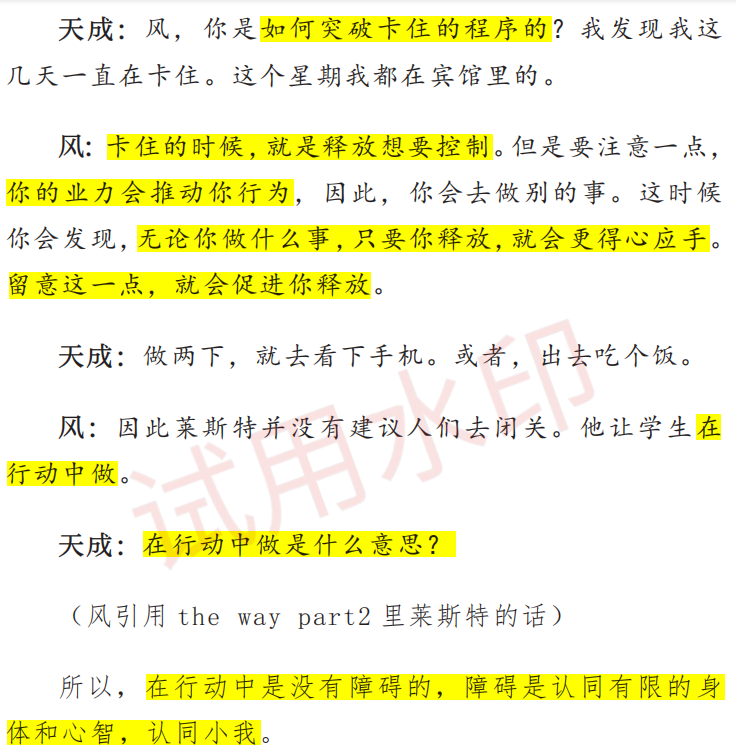 天成：风，你是如何突破卡住的程序的？我发现我这
几天一直在卡住。这个星期我都在宾馆里的。
风：卡住的时候，就是释放想要控制。但是要注意一点，
你的业力会推动你行为，因此，你会去做别的事。这时候
你会发现，无论你做什么事，只要你释放，就会更得心应手。
留意这一点，就会促进你释放。
天成：做两下，就去看下手机。或者，出去吃个饭。
风：因此莱斯特并没有建议人们去闭关。他让学生在
行动中做。
天成：在行动中做是什么意思？
（风引用 the way part2 里莱斯特的话）
所以，在行动中是没有障碍的，障碍是认同有限的身
体和心智，认同小我。
试用水印